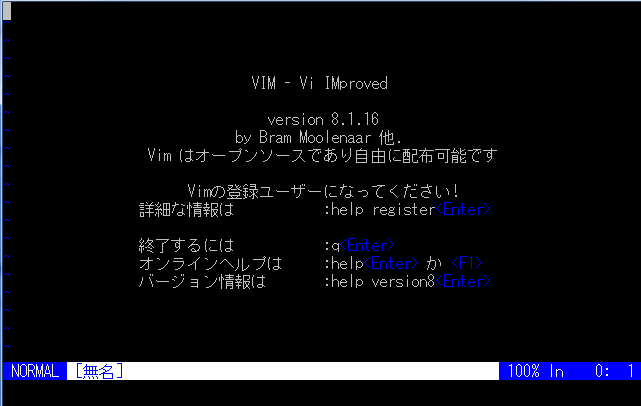 ~
~
~
VIM - Vi IMproved
~
version 8.1.16
by Bram Moolenaar 他.
Vim はオープンソースであり自由に配布可能です
~
Vimの登録ユーザーになってください!
詳細な情報は :help register<Enter>
~
終了するには :q<Enter>
オンラインヘルプは :help<Enter> か <F1>
バージョン情報は :help version8<Enter>
~
~
~
NORMAL [無名] 100% ln 0: 1